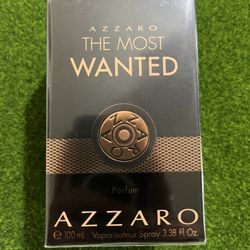 AZZARO
THE MOST
WANTED
AZZARO
Parfum
AZZARO
℮ 100 ml Vaporisateur-Spray 3.38 Fl. Oz.